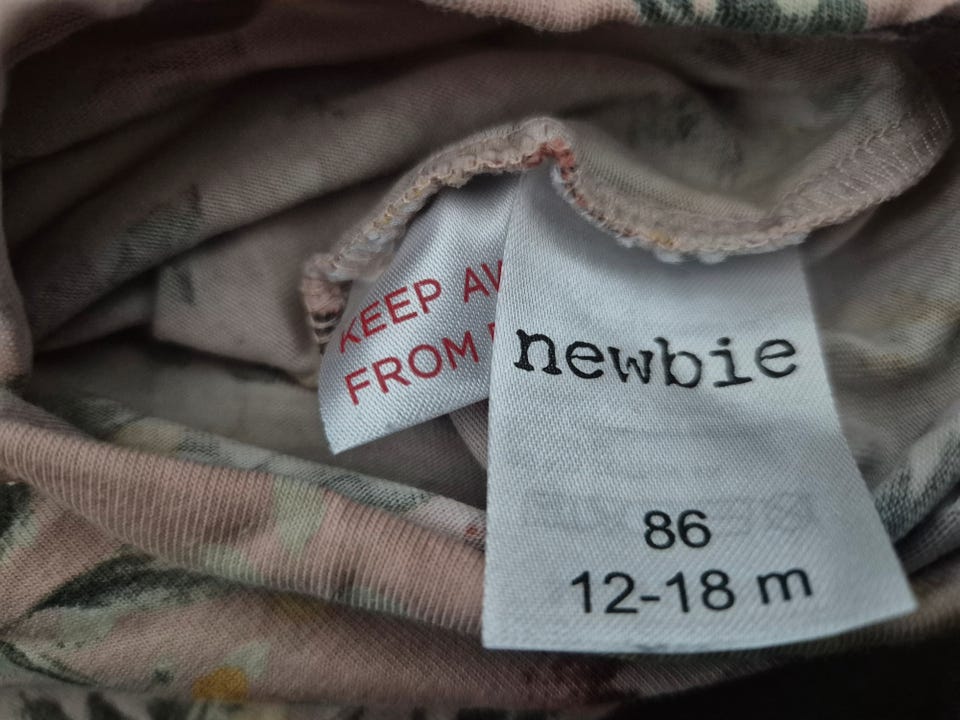 KEEP
FROM
newbie
86
12-18 m